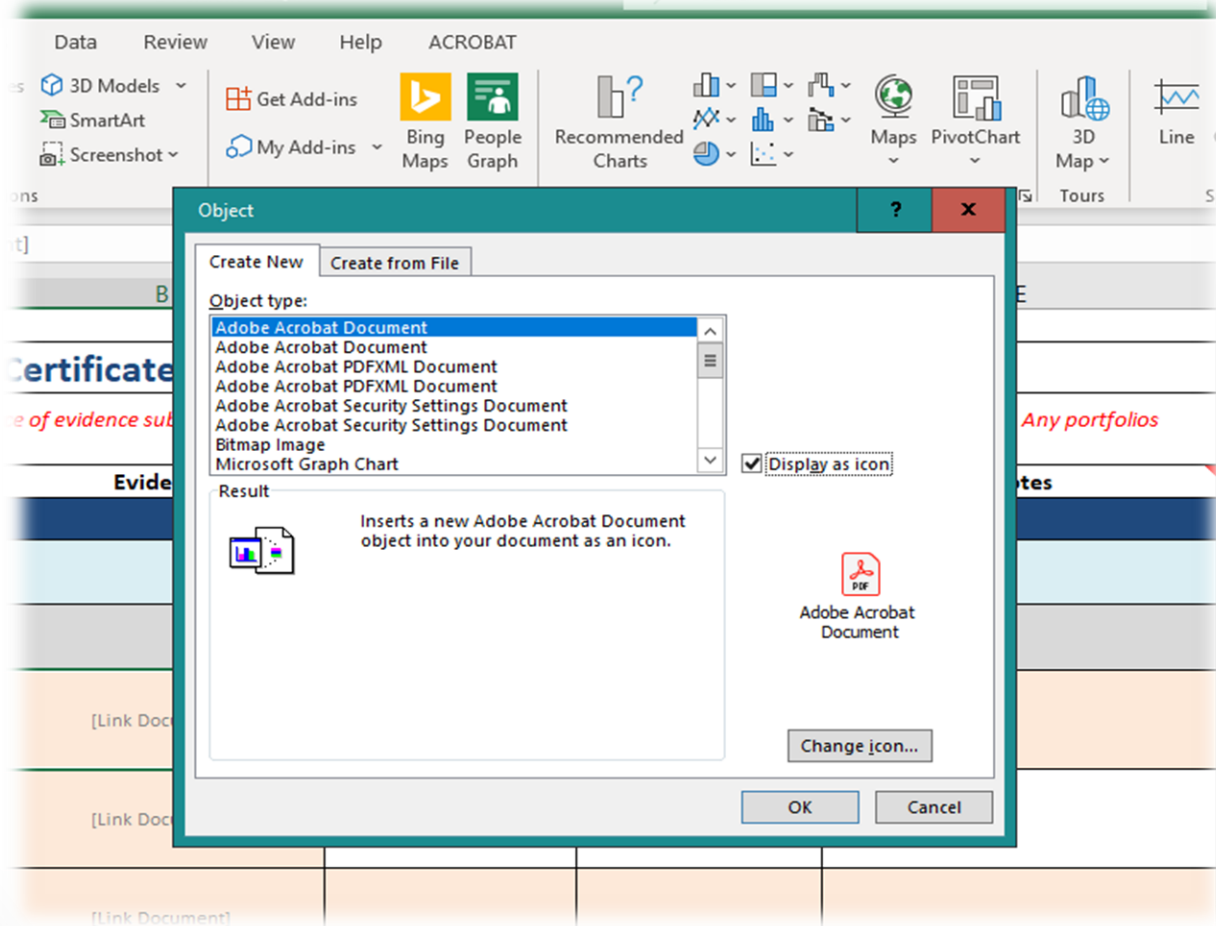 Data Review View Help ACROBAT
3D Models
SmartArt
Screenshot
Get Add-ins
My Add-ins
Bing
Maps
People
Graph
Recommended
Charts
Maps
PivotChart
3D
Map
Line
Tours
Object ? x
B
E
Create New Create from File
Object type:
Adobe Acrobat Document
Adobe Acrobat Document
Adobe Acrobat PDFXML Document
Adobe Acrobat PDFXML Document
Adobe Acrobat Security Settings Document
Adobe Acrobat Security Settings Document
Bitmap Image
Microsoft Graph Chart
Display as icon
Result
Inserts a new Adobe Acrobat Document
object into your document as an icon.
PDF
Adobe Acrobat
Document
Change icon...
OK Cancel
Certificate
of evidence
Any portfolios
[Link
[Link
[Link Document]